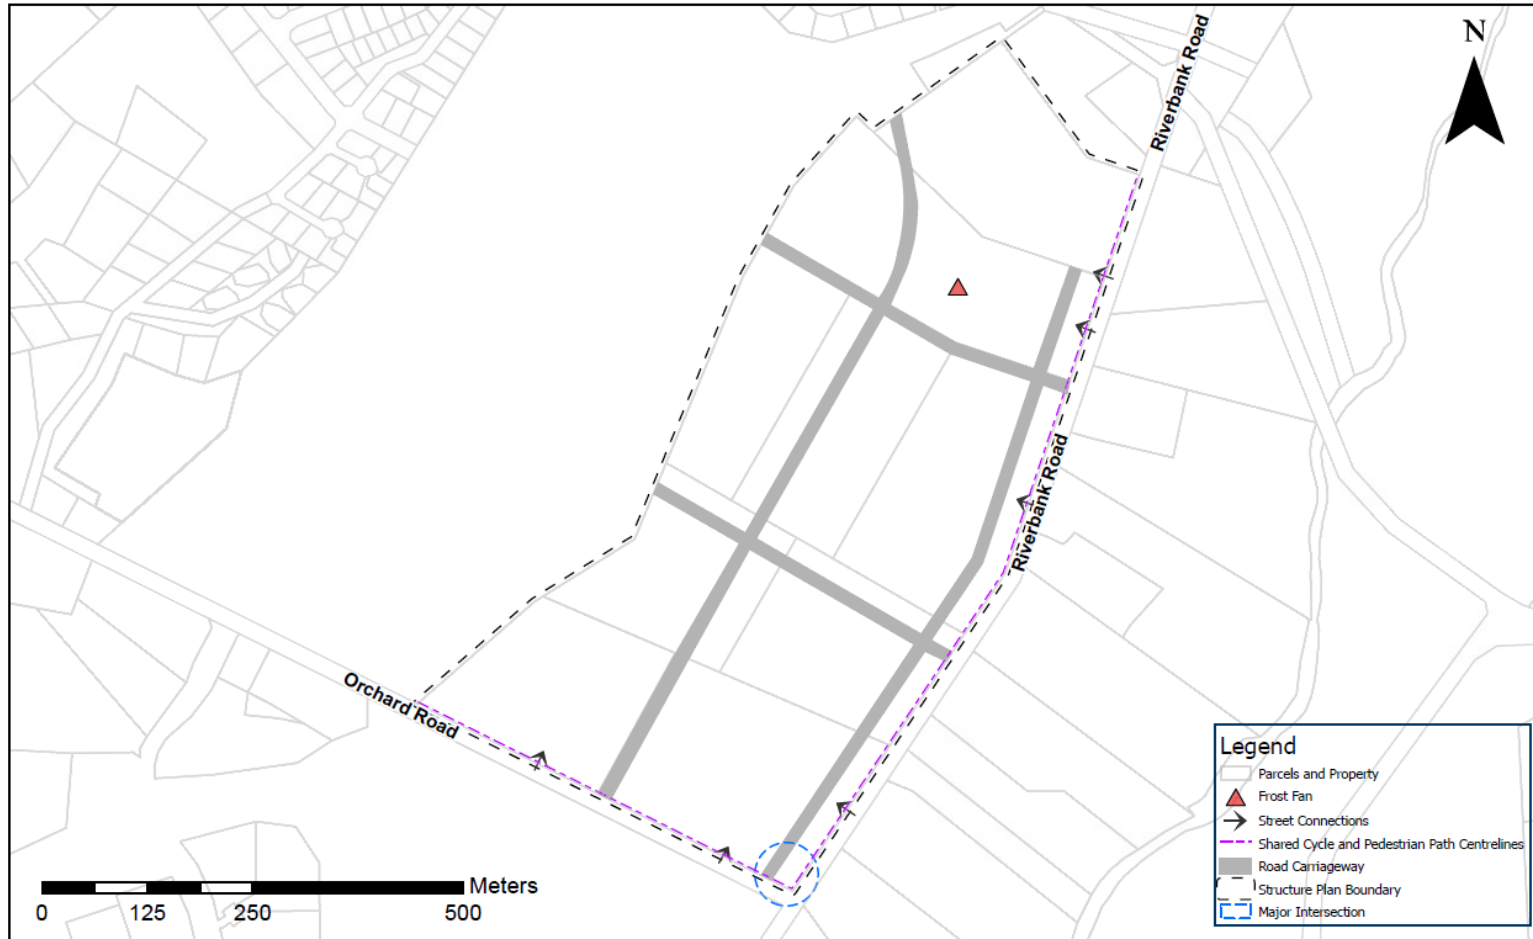 Riverbank Road
N
Riverbank Road
Orchard Road
Meters
0 125 250 500
Legend
Parcels and Property
Frost Fan
Street Connections
Shared Cycle and Pedestrian Path Centrelines
Road Carriageway
Structure Plan Boundary
Major Intersection